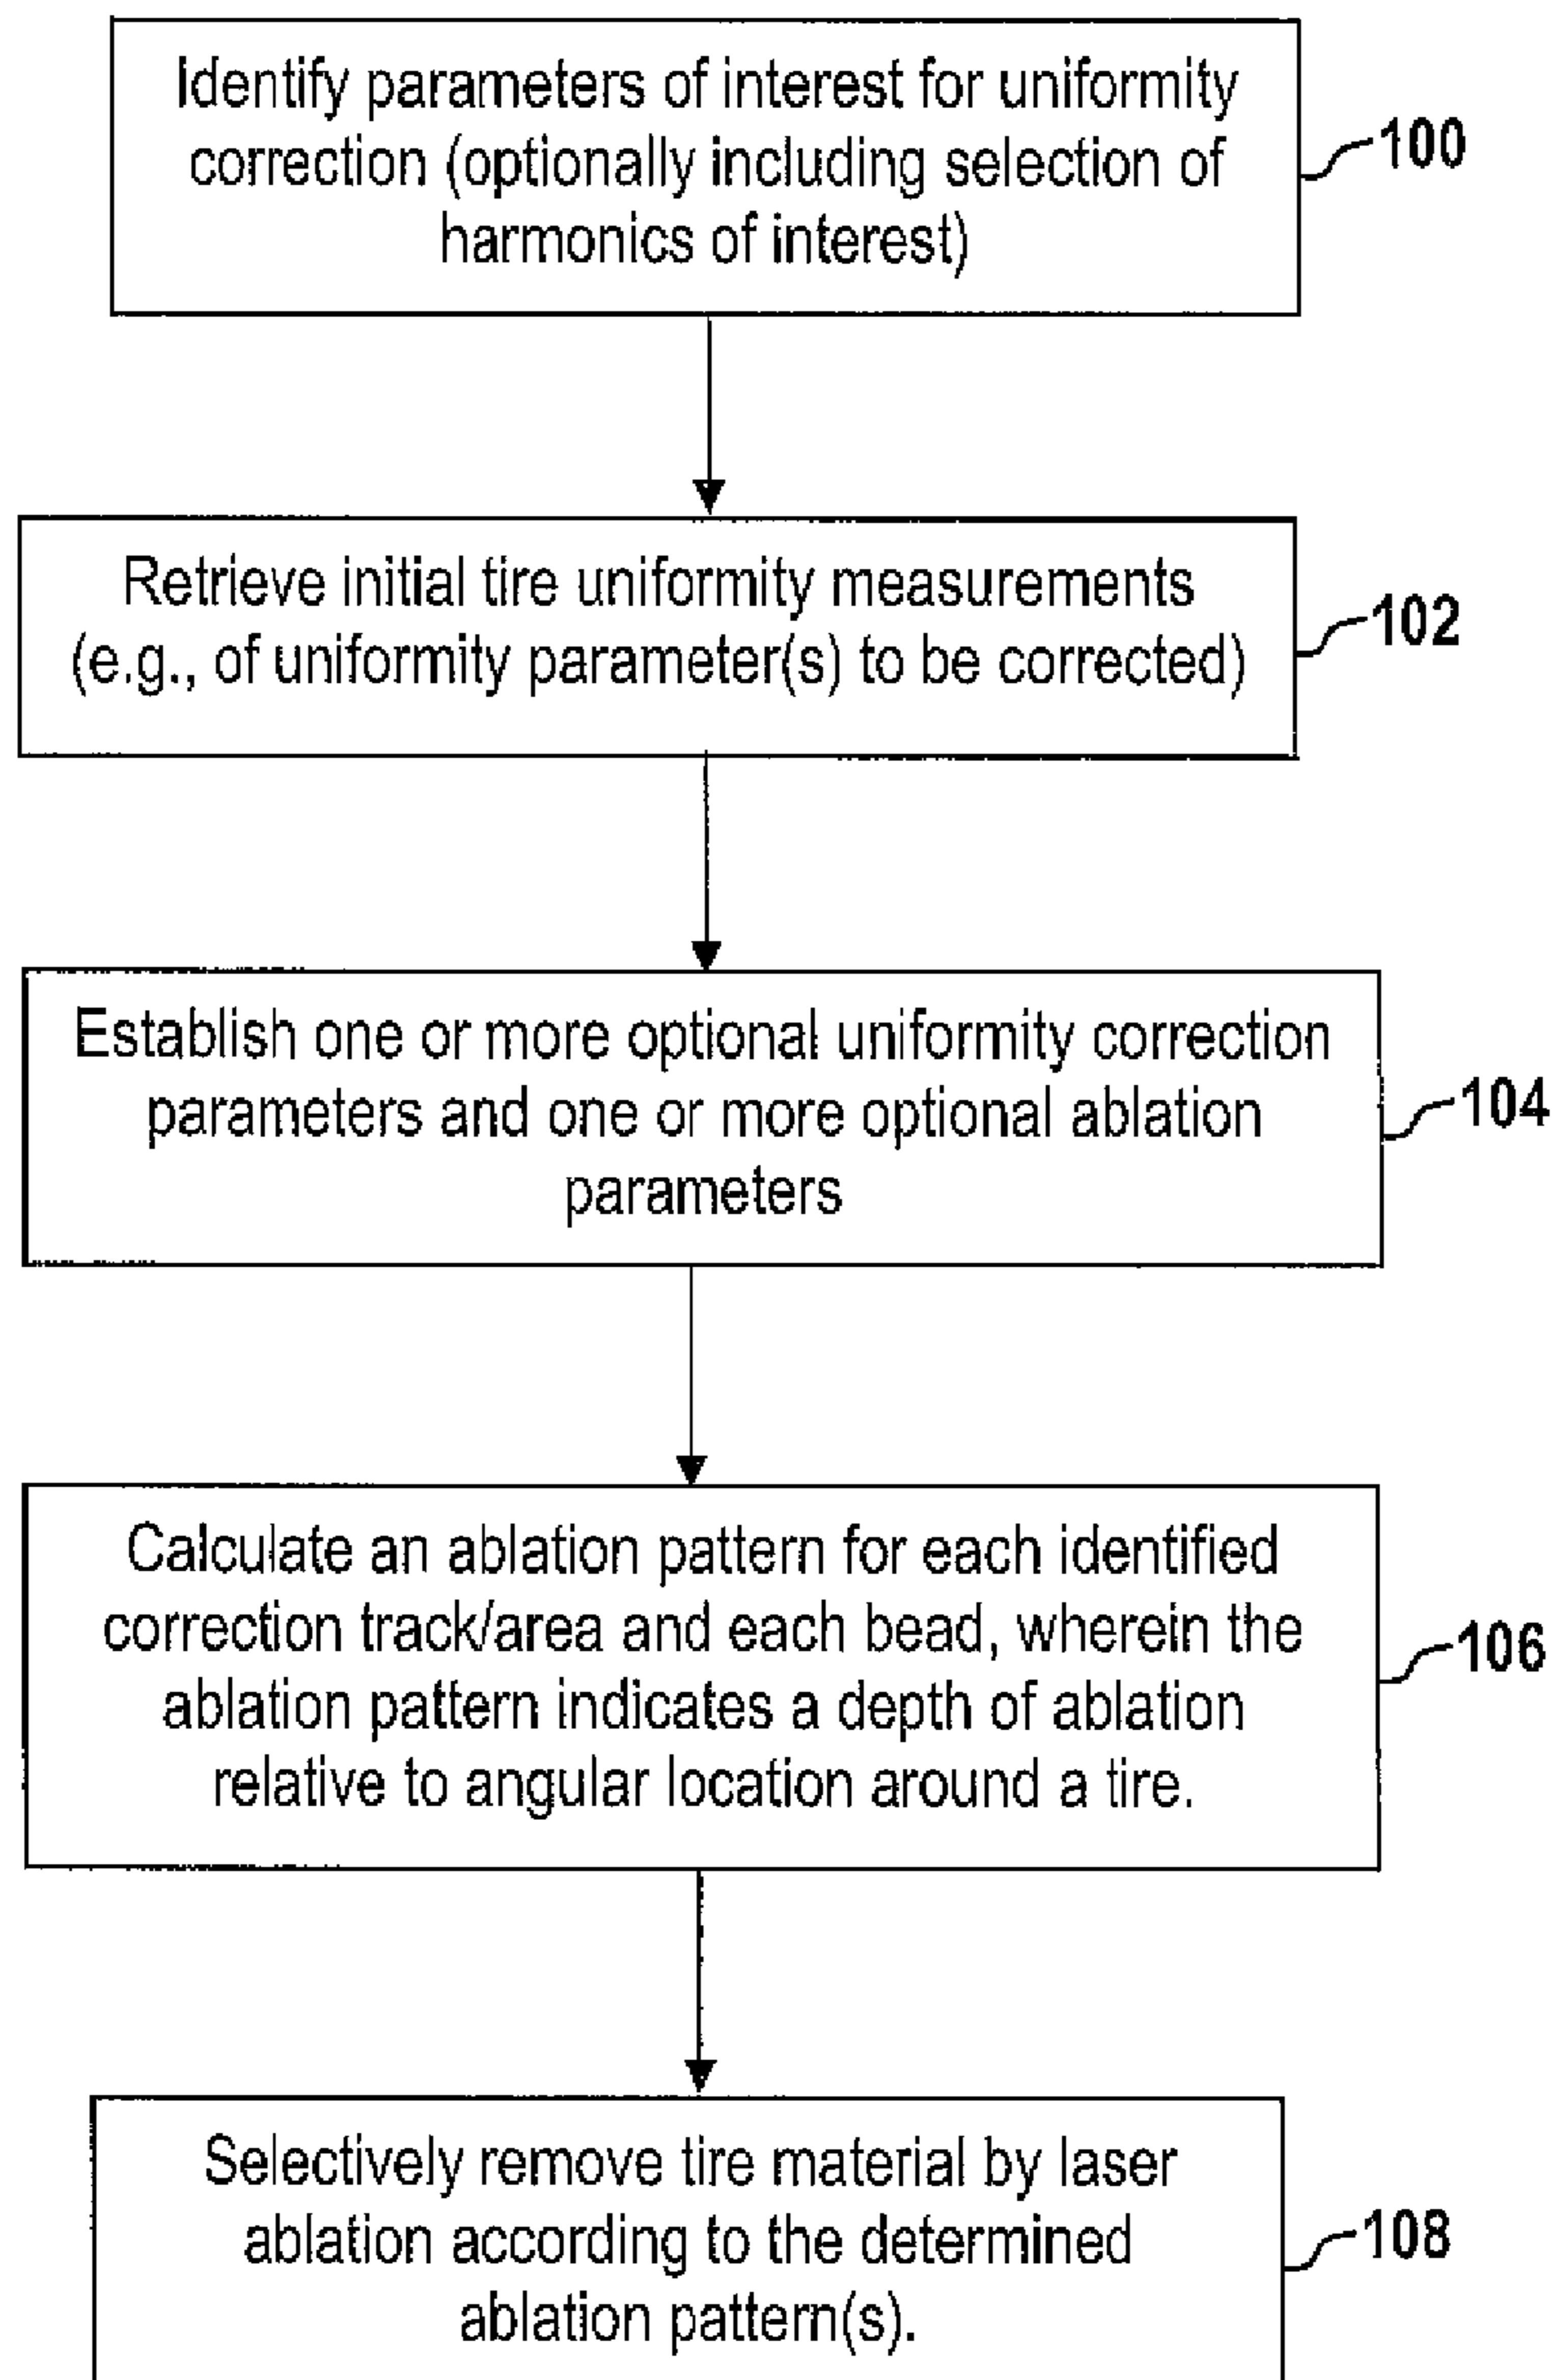 Identify parameters of interest for uniformity
correction (optionally including selection of
harmonics of interest)
100
Retrieve initial tire uniformity measurements
(e.g., of uniformity parameter(s) to be corrected)
102
Establish one or more optional uniformity correction
parameters and one or more optional ablation
parameters
104
Calculate an ablation pattern for each identified
correction track/area and each bead, wherein the
ablation pattern indicates a depth of ablation
relative to angular location around a tire.
106
Selectively remove tire material by laser
ablation according to the determined
ablation pattern(s).
108